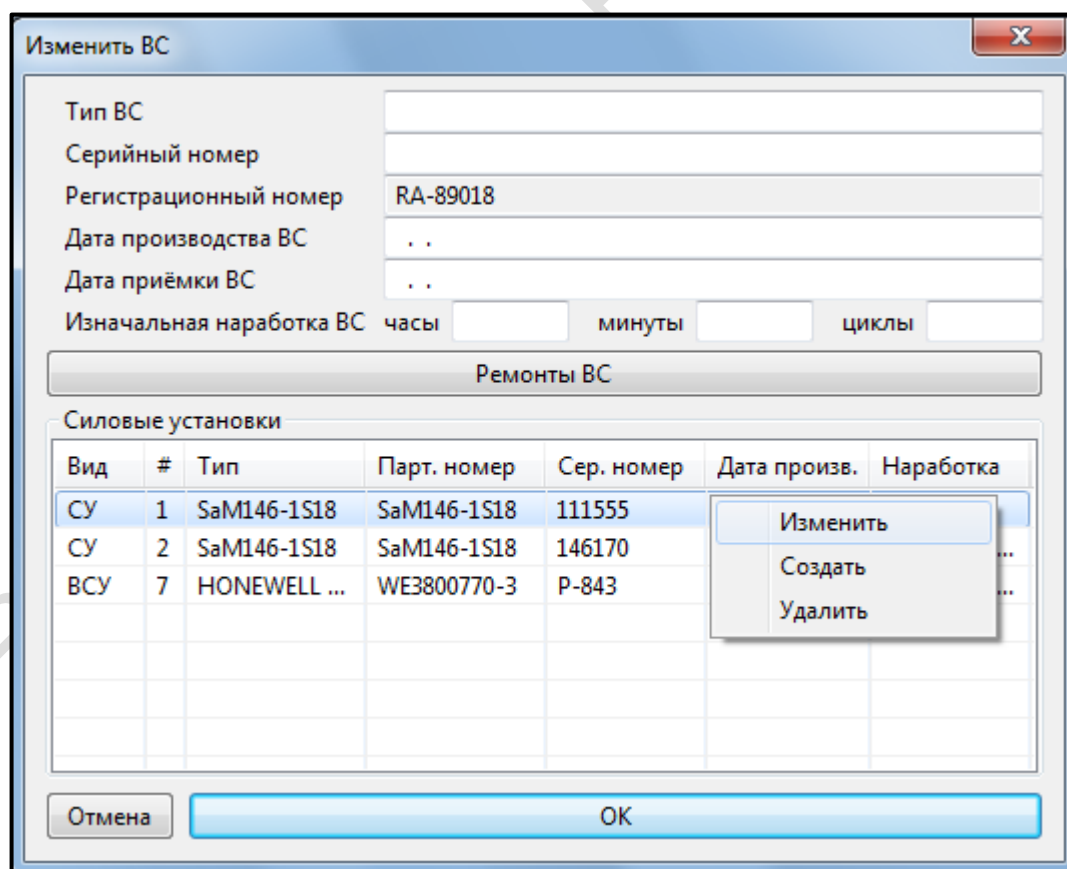 Изменить ВС
Тип ВС
Серийный номер
Регистрационный номер RA-89018
Дата производства ВС . .
Дата приёмки ВС . .
Изначальная наработка ВС часы минуты циклы
Ремонты ВС
Силовые установки
Вид # Тип Парт. номер Сер. номер Дата произв. Наработка
СУ 1 SaM146-1S18 SaM146-1S18 111555
СУ 2 SaM146-1S18 SaM146-1S18 146170 ...
ВСУ 7 HONEWELL ... WE3800770-3 P-843 ...
Изменить
Создать
Удалить
Отмена ОК